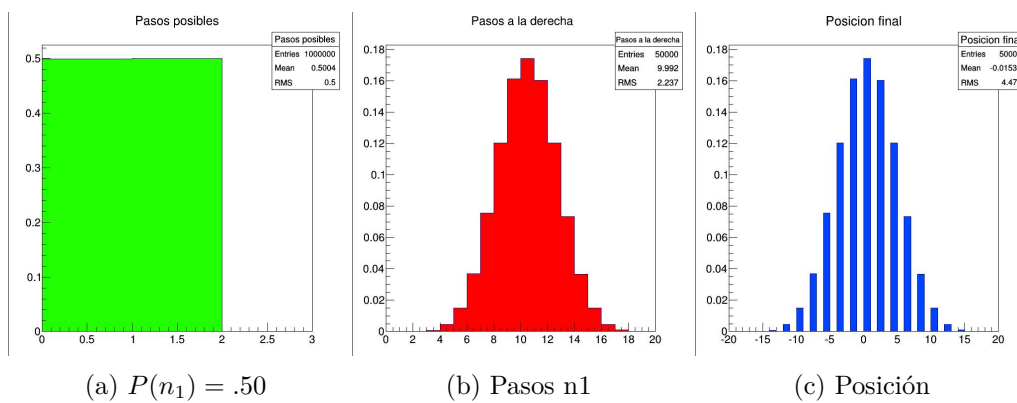 Pasos posibles
Pasos posibles
Entries 1000000
Mean 0.5004
RMS 0.5
0.5
0.4
0.3
0.2
0.1
0
0 0.5 1 1.5 2 2.5 3
(a) P(n₁) = .50
Pasos a la derecha
Pasos a la derecha
Entries 50000
Mean 9.992
RMS 2.237
0.18
0.16
0.14
0.12
0.1
0.08
0.06
0.04
0.02
0
0 2 4 6 8 10 12 14 16 18 20
(b) Pasos n1
Posicion final
Posicion fina
Entries 5000
Mean -0.0153
RMS 4.47
0.18
0.16
0.14
0.12
0.1
0.08
0.06
0.04
0.02
0
-20 -15 -10 -5 0 5 10 15 20
(c) Posición